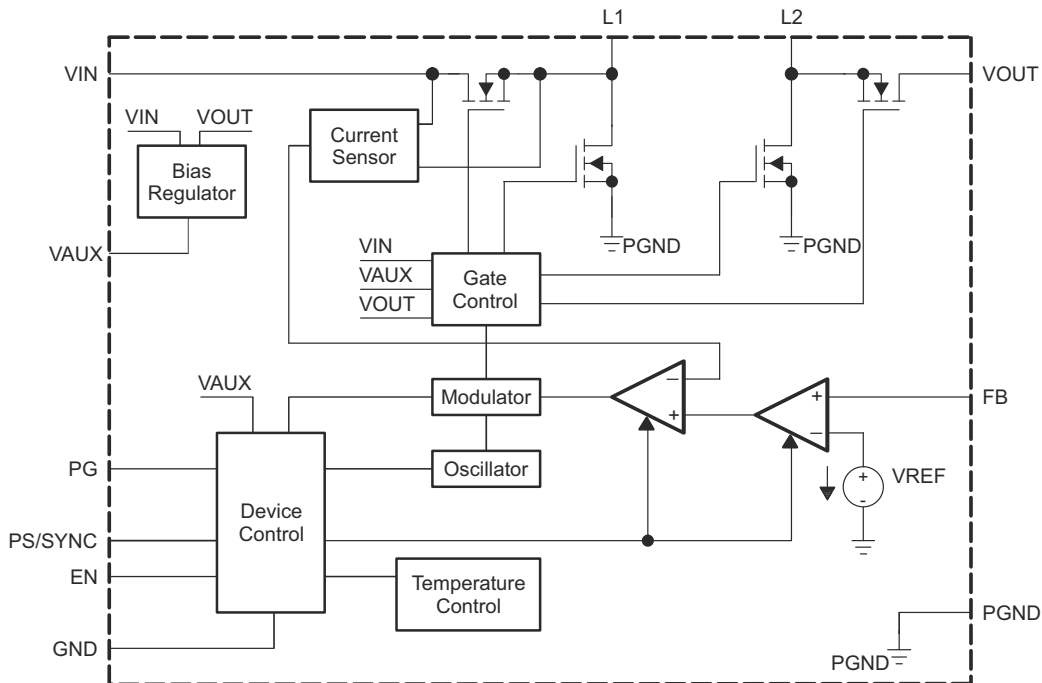 L1
L2
VIN
VOUT
VIN
VOUT
Current
Sensor
Bias
Regulator
VAUX
PGND
PGND
VIN
VAUX
VOUT
Gate
Control
VAUX
Modulator
−
+
+
−
FB
PG
Oscillator
+
-
VREF
Device
Control
PS/SYNC
EN
Temperature
Control
GND
PGND
PGND